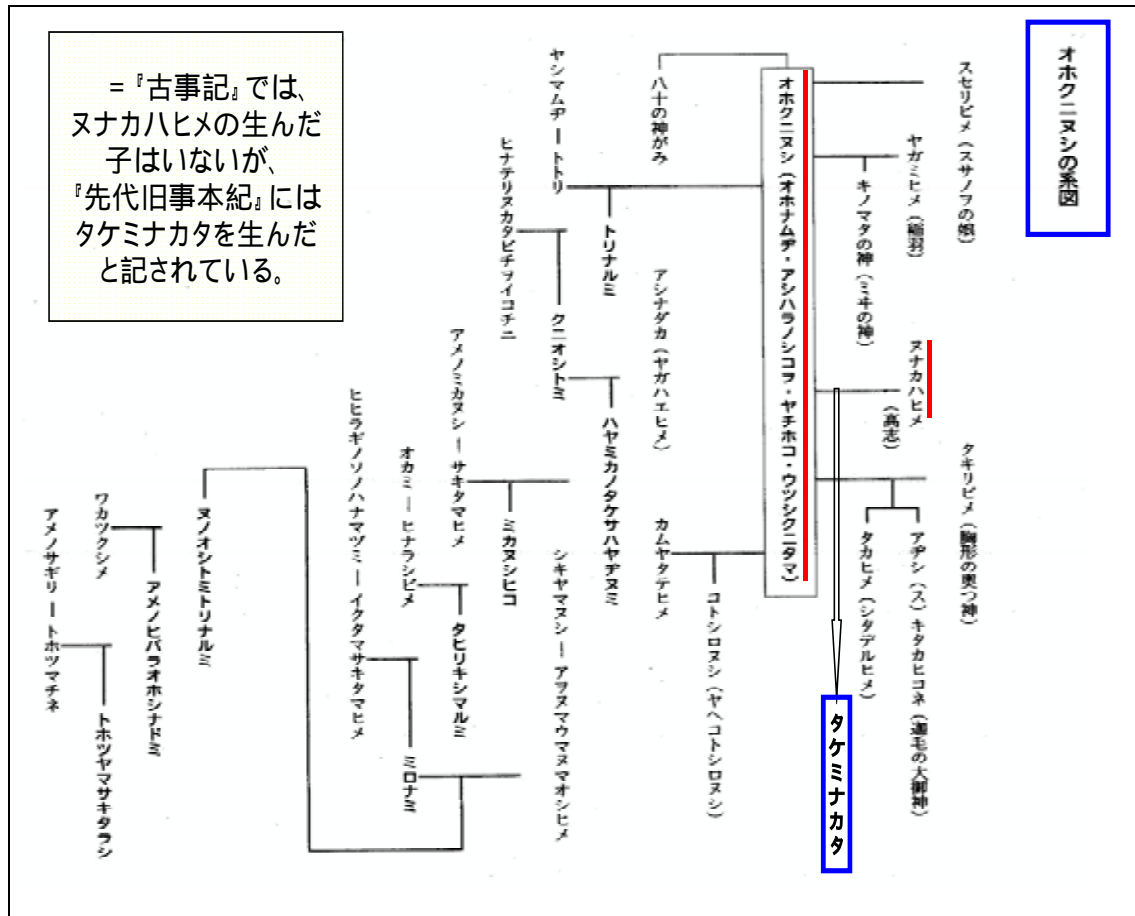 オホクニヌシの系図
スセリビメ（スサノヲの娘）
ヤガミヒメ（稲羽）
キノマタの神（ミヰの神）
ヌナカハヒメ
（高志）
タキリビメ（胸形の奥つ神）
アヂシ（ス）キタカヒコネ（迦毛の大御神）
タカヒメ（シタデルヒメ）
タケミナカタ
オホクニヌシ（オホナムヂ・アシハラノシコヲ・ヤチホコ・ウツシクニタマ）
八十の神がみ
アシナダカ（ヤガハエヒメ）
カムヤタテヒメ
コトシロヌシ（ヤヘコトシロヌシ）
ヤシマムヂ ー トトリ
トリナルミ
ヒナテリヌカタビチヲイコチニ
クニオシトミ
ハヤミカノタケサハヤヂヌミ
アメノミカヌシ ー サキタマヒメ
ミカヌシヒコ
オカミ ー ヒナラシビメ
タヒリキシマルミ
ヒヒラギノソノハナマヅミ ー イクタマサキタマヒメ
ミロナミ
シキヤマヌシ ー アヲヌマウマヌマオシヒメ
ヌノオシトミトリナルミ
ワカツクシメ
アメノヒバラオホシナドミ
アメノサギリ ー トホツマチネ
トホツヤマサキタラシ
=『古事記』では、
ヌナカハヒメの生んだ
子はいないが、
『先代旧事本紀』には
タケミナカタを生んだ
と記されている。